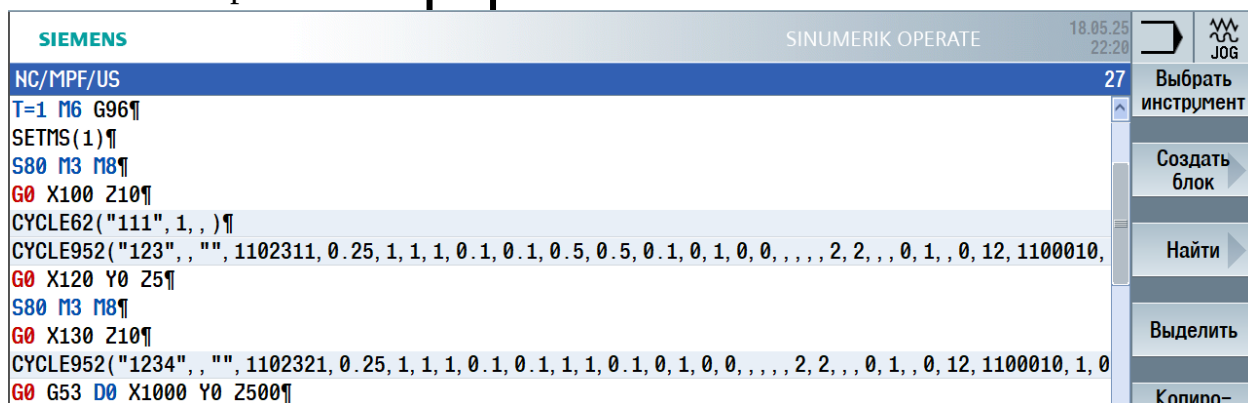 SIEMENS
SINUMERIK OPERATE
18.05.25
22:20
JOG
NC/MPF/US
27
T=1 M6 G96¶
SETMS(1)¶
S80 M3 M8¶
G0 X100 Z10¶
CYCLE62("111",1,,)¶
CYCLE952("123",,"",1102311,0.25,1,1,1,0.1,0.1,0.5,0.5,0.1,0,1,0,0,,,,,2,2,,,0,1,,0,12,1100010,
G0 X120 Y0 Z5¶
S80 M3 M8¶
G0 X130 Z10¶
CYCLE952("1234",,"",1102321,0.25,1,1,1,0.1,0.1,1,1,0.1,0,1,0,0,,,,,2,2,,,0,1,,0,12,1100010,1,0
G0 G53 D0 X1000 Y0 Z500¶
Выбрать
инструмент
Создать
блок
Найти
Выделить
Копиро-